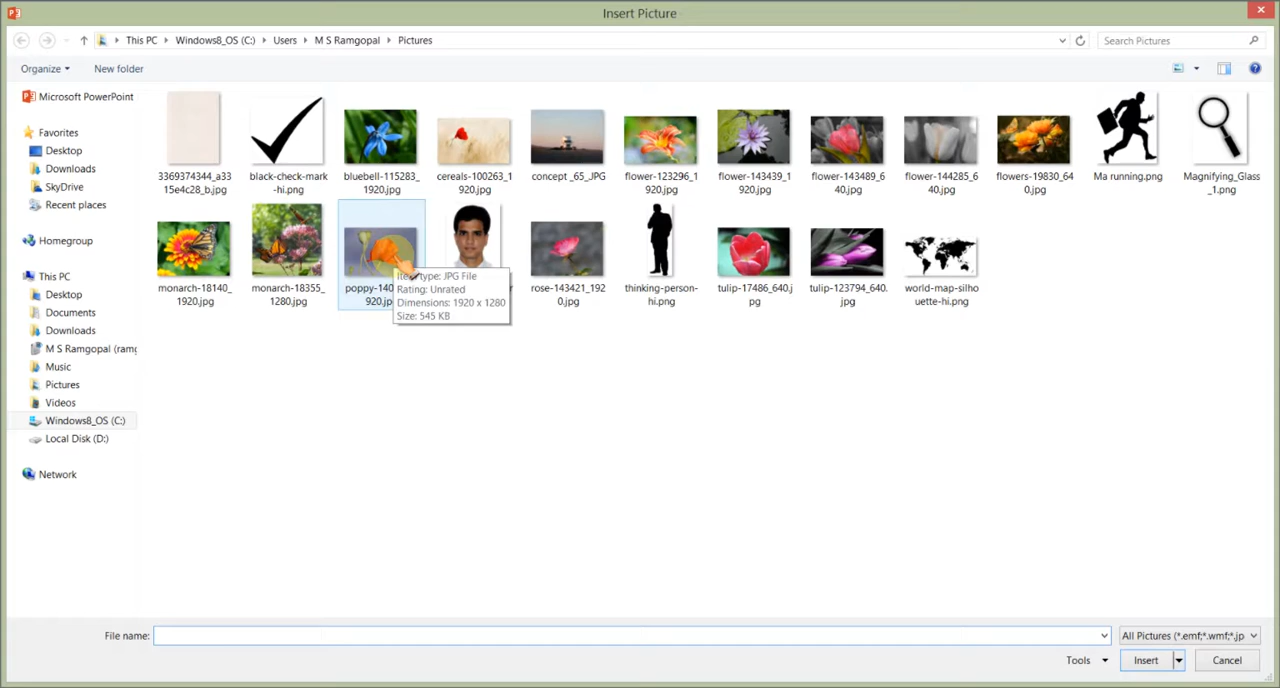 Insert Picture
This PC
Windows8_OS (C:)
Users
M S Ramgopal
Pictures
Search Pictures
Organize
New folder
Microsoft PowerPoint
Favorites
Desktop
Downloads
SkyDrive
Recent places
Homegroup
This PC
Desktop
Documents
Downloads
M S Ramgopal (ramg
Music
Pictures
Videos
Windows8_OS (C:)
Local Disk (D:)
Network
3369374344_a33
15e4c28_b.jpg
black-check-mark
-hi.png
bluebell-115283_
1920.jpg
cereals-100263_1
920.jpg
concept _65_JPG
flower-123296_1
920.jpg
flower-143439_1
920.jpg
flower-143489_6
40.jpg
flower-144285_6
40.jpg
flowers-19830_64
0.jpg
Ma running.png
Magnifying_Glass
_1.png
monarch-18140_
1920.jpg
monarch-18355_
1280.jpg
poppy-140
920.jp
Item type: JPG File
Rating: Unrated
Dimensions: 1920 x 1280
Size: 545 KB
rose-143421_192
0.jpg
thinking-person-
hi.png
tulip-17486_640.j
pg
tulip-123794_640.
jpg
world-map-silho
uette-hi.png
File name:
All Pictures (*.emf;*.wmf;*.jp
Tools
Insert
Cancel